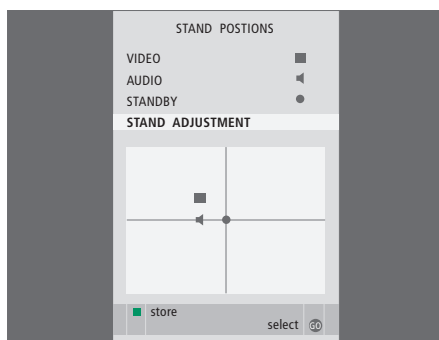 STAND POSTIONS
VIDEO
AUDIO
STANDBY
STAND ADJUSTMENT
store
select GO